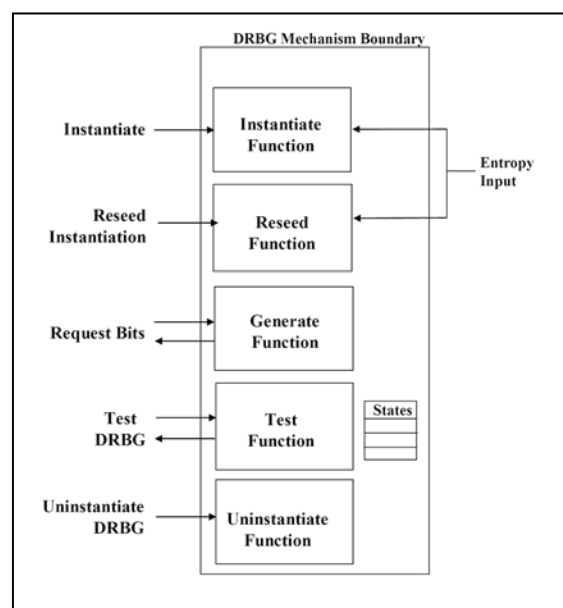 DRBG Mechanism Boundary
Instantiate
Instantiate
Function
Entropy
Input
Reseed
Instantiation
Reseed
Function
Request Bits
Generate
Function
Test
DRBG
Test
Function
States
Uninstantiate
DRBG
Uninstantiate
Function